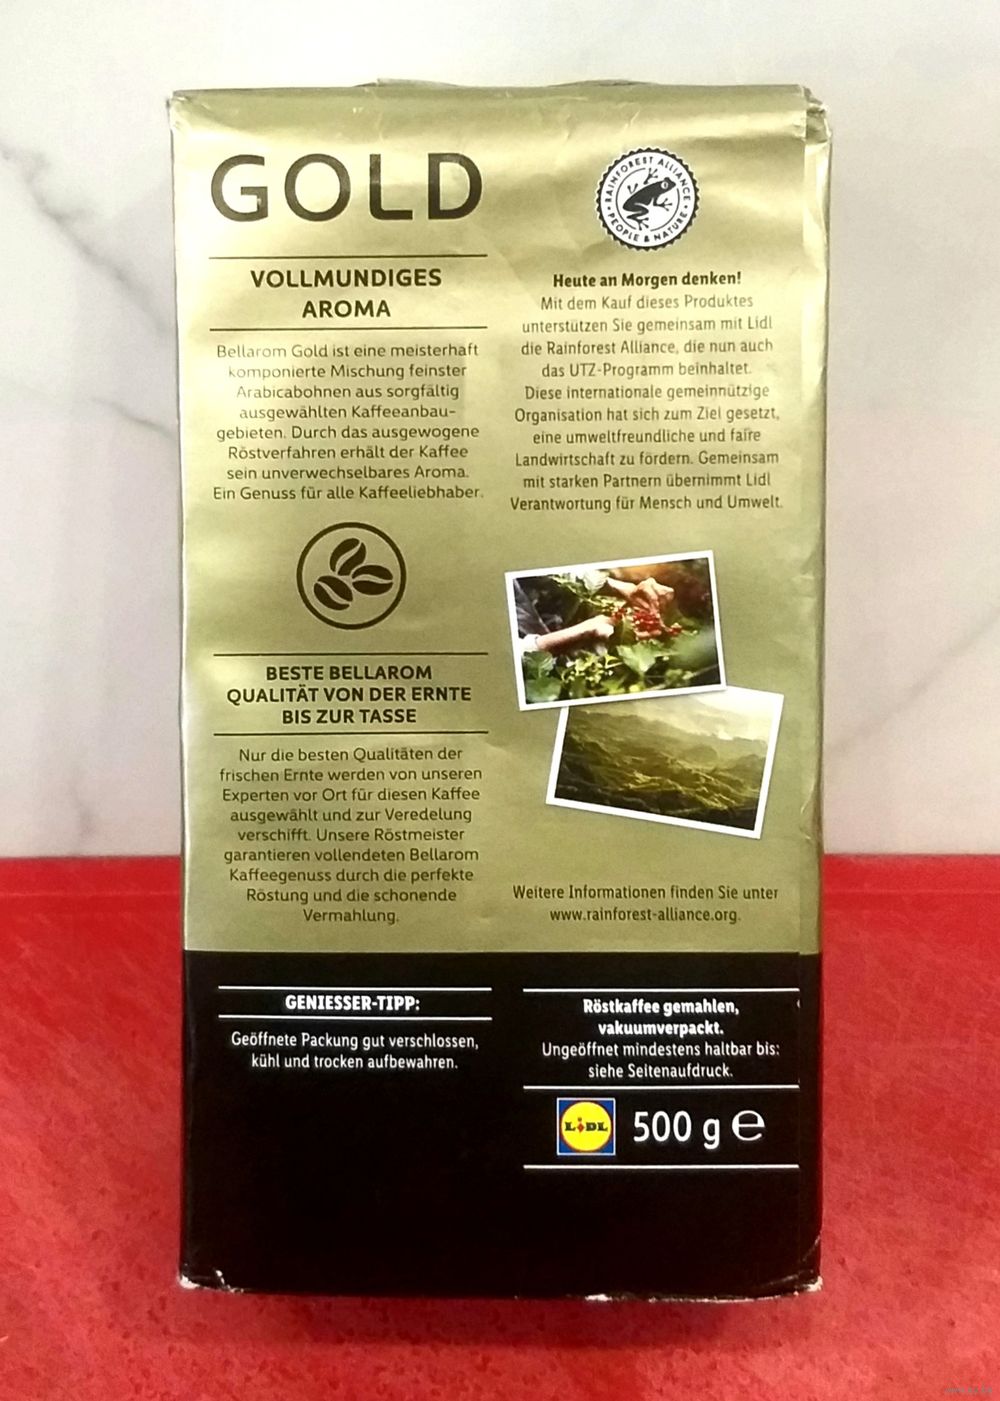 GOLD
VOLLMUNDIGES
AROMA
Bellarom Gold ist eine meisterhaft
komponierte Mischung feinster
Arabicabohnen aus sorgfältig
ausgewählten Kaffeeanbau-
gebieten. Durch das ausgewogene
Röstverfahren erhält der Kaffee
sein unverwechselbares Aroma.
Ein Genuss für alle Kaffeeliebhaber.
BESTE BELLAROM
QUALITÄT VON DER ERNTE
BIS ZUR TASSE
Nur die besten Qualitäten der
frischen Ernte werden von unseren
Experten vor Ort für diesen Kaffee
ausgewählt und zur Veredelung
verschifft. Unsere Röstmeister
garantieren vollendeten Bellarom
Kaffeegenuss durch die perfekte
Röstung und die schonende
Vermahlung.
RAINFOREST ALLIANCE
PEOPLE & NATURE
Heute an Morgen denken!
Mit dem Kauf dieses Produktes
unterstützen Sie gemeinsam mit Lidl
die Rainforest Alliance, die nun auch
das UTZ-Programm beinhaltet.
Diese internationale gemeinnützige
Organisation hat sich zum Ziel gesetzt,
eine umweltfreundliche und faire
Landwirtschaft zu fördern. Gemeinsam
mit starken Partnern übernimmt Lidl
Verantwortung für Mensch und Umwelt.
Weitere Informationen finden Sie unter
www.rainforest-alliance.org.
GENIESSER-TIPP:
Geöffnete Packung gut verschlossen,
kühl und trocken aufbewahren.
Röstkaffee gemahlen,
vakuumverpackt.
Ungeöffnet mindestens haltbar bis:
siehe Seitenaufdruck.
LIDL
500 g ℮